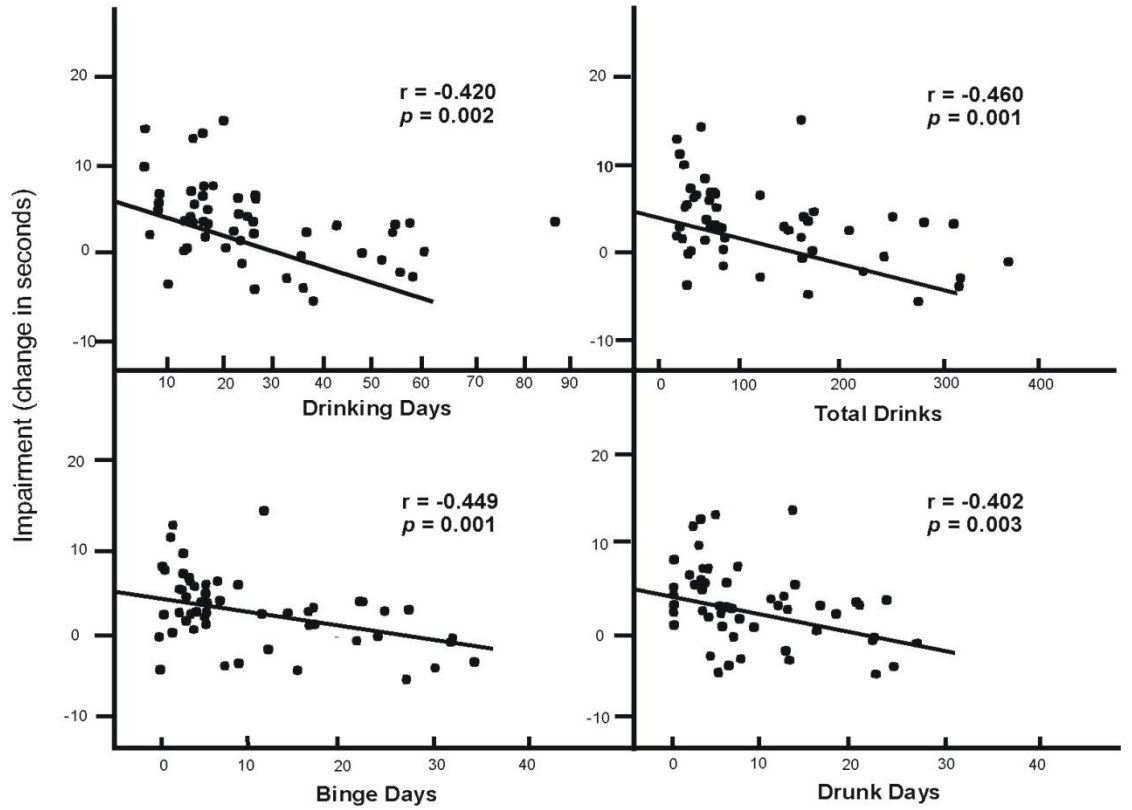 Impairment (change in seconds)
20
10
0
-10
r = -0.420
p = 0.002
10 20 30 40 50 60 70 80 90
Drinking Days
20
10
0
-10
r = -0.460
p = 0.001
0 100 200 300 400
Total Drinks
20
10
0
-10
r = -0.449
p = 0.001
0 10 20 30 40
Binge Days
20
10
0
-10
r = -0.402
p = 0.003
0 10 20 30 40
Drunk Days